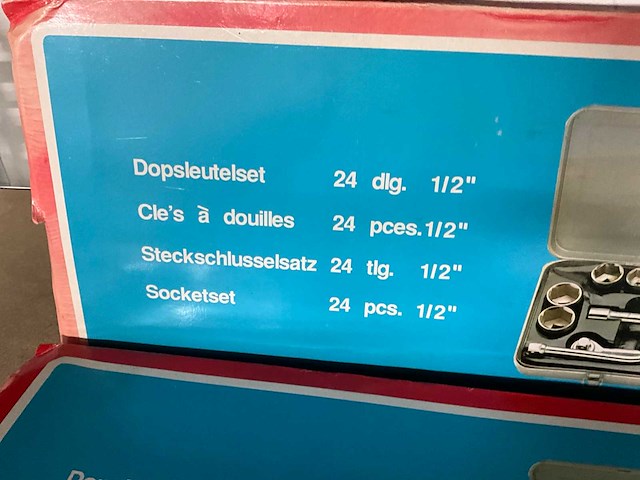 Dopsleutelset 24 dlg. 1/2"
Cle's à douilles 24 pces. 1/2"
Steckschlusselsatz 24 tlg. 1/2"
Socketset 24 pcs. 1/2"